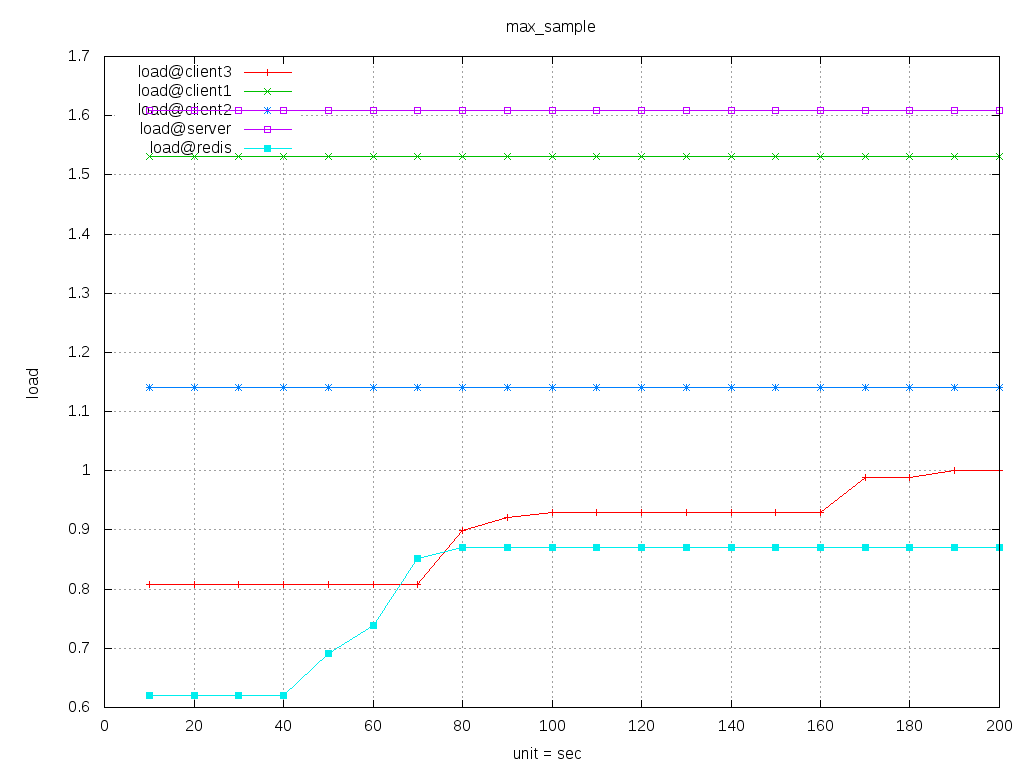 max_sample
load@client3
load@client1
load@client2
load@server
load@redis
1.7
1.6
1.5
1.4
1.3
1.2
1.1
1
0.9
0.8
0.7
0.6
load
0 20 40 60 80 100 120 140 160 180 200
unit = sec